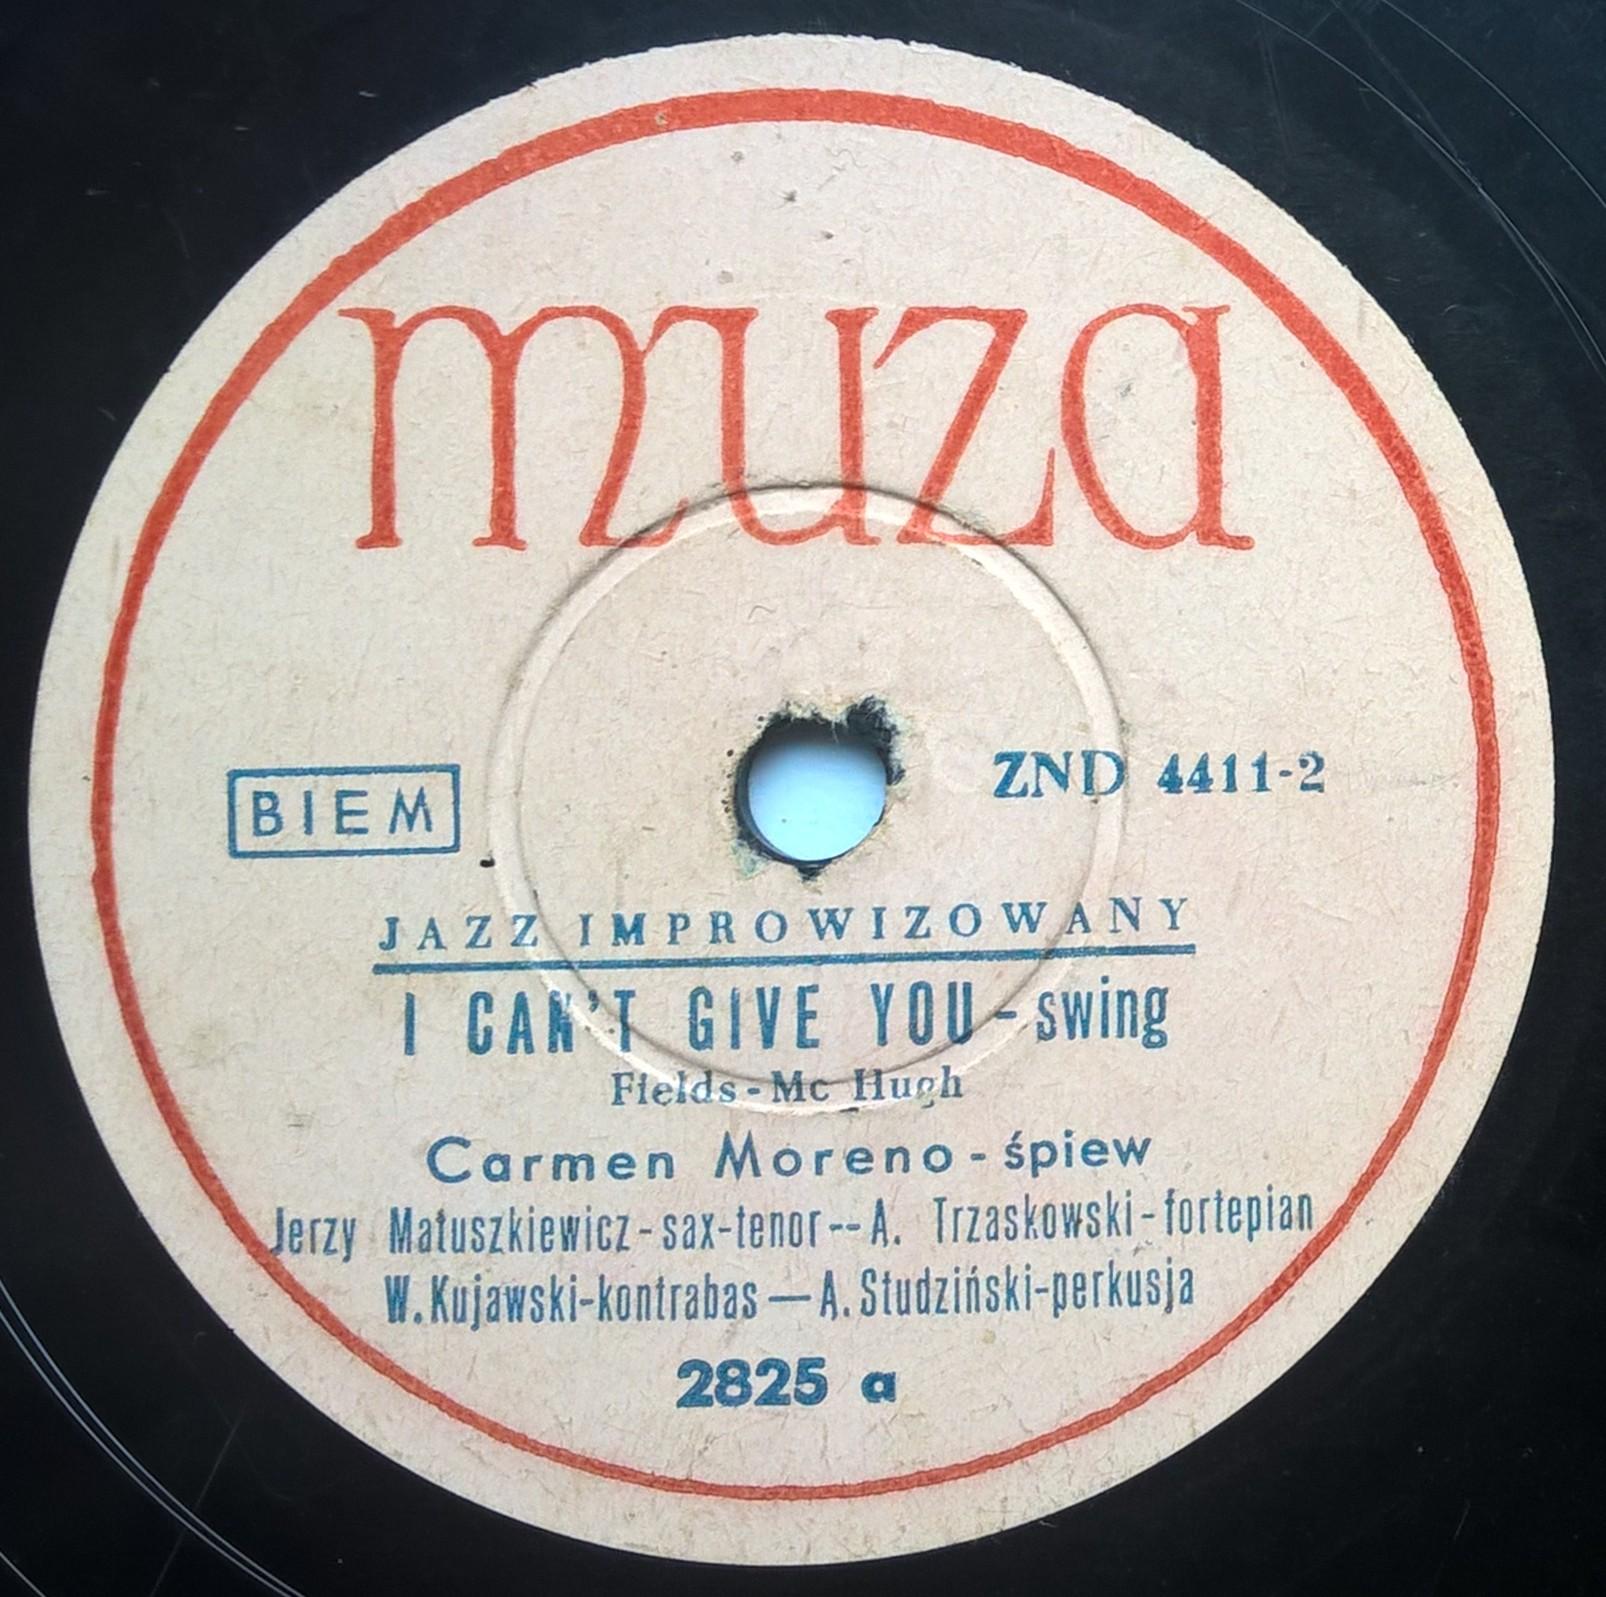 muza
BIEM
ZND 4411-2
JAZZ IMPROWIZOWANY
I CAN'T GIVE YOU - swing
Fields - Mc Hugh
Carmen Moreno - śpiew
Jerzy Matuszkiewicz - sax-tenor -- A. Trzaskowski - fortepian
W. Kujawski - kontrabas — A. Studziński - perkusja
2825 a